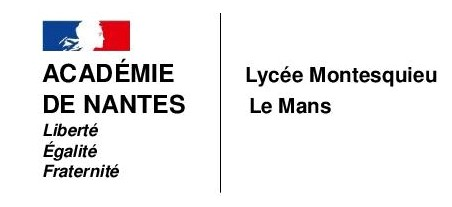 ACADÉMIE
DE NANTES
Liberté
Égalité
Fraternité
Lycée Montesquieu
Le Mans